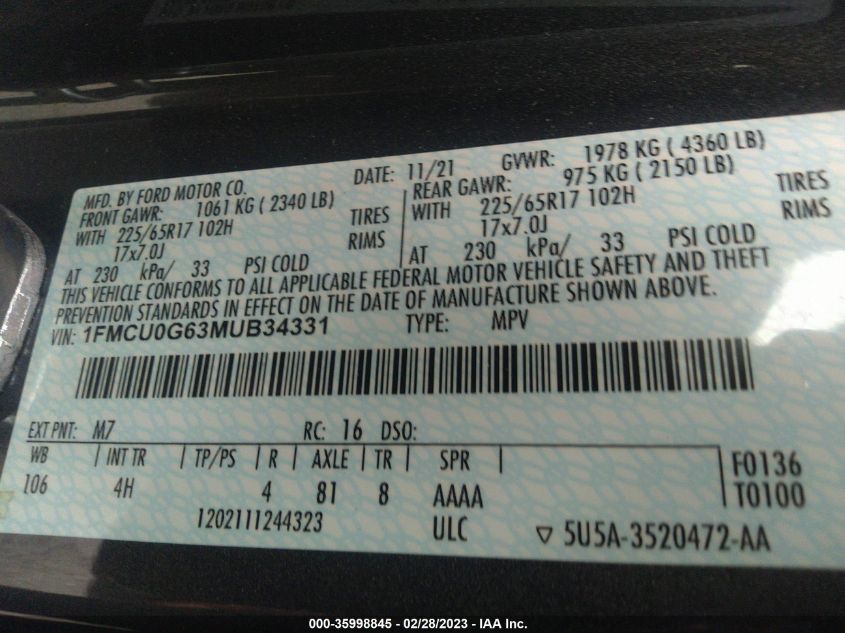 MFD. BY FORD MOTOR CO. DATE: 11/21 GVWR: 1978 KG ( 4360 LB)
FRONT GAWR: 1061 KG ( 2340 LB) REAR GAWR: 975 KG ( 2150 LB)
WITH 225/65R17 102H TIRES WITH 225/65R17 102H TIRES
17x7.0J RIMS 17x7.0J RIMS
AT 230 kPa/ 33 PSI COLD AT 230 kPa/ 33 PSI COLD
THIS VEHICLE CONFORMS TO ALL APPLICABLE FEDERAL MOTOR VEHICLE SAFETY AND THEFT
PREVENTION STANDARDS IN EFFECT ON THE DATE OF MANUFACTURE SHOWN ABOVE.
VIN: 1FMCU0G63MUB34331 TYPE: MPV
EXT PNT: M7 RC: 16 DSO:
WB INT TR TP/PS R AXLE TR SPR F0136
106 4H 4 81 8 AAAA T0100
1202111244323 ULC 5U5A-3520472-AA
000-35998845 - 02/28/2023 - IAA Inc.